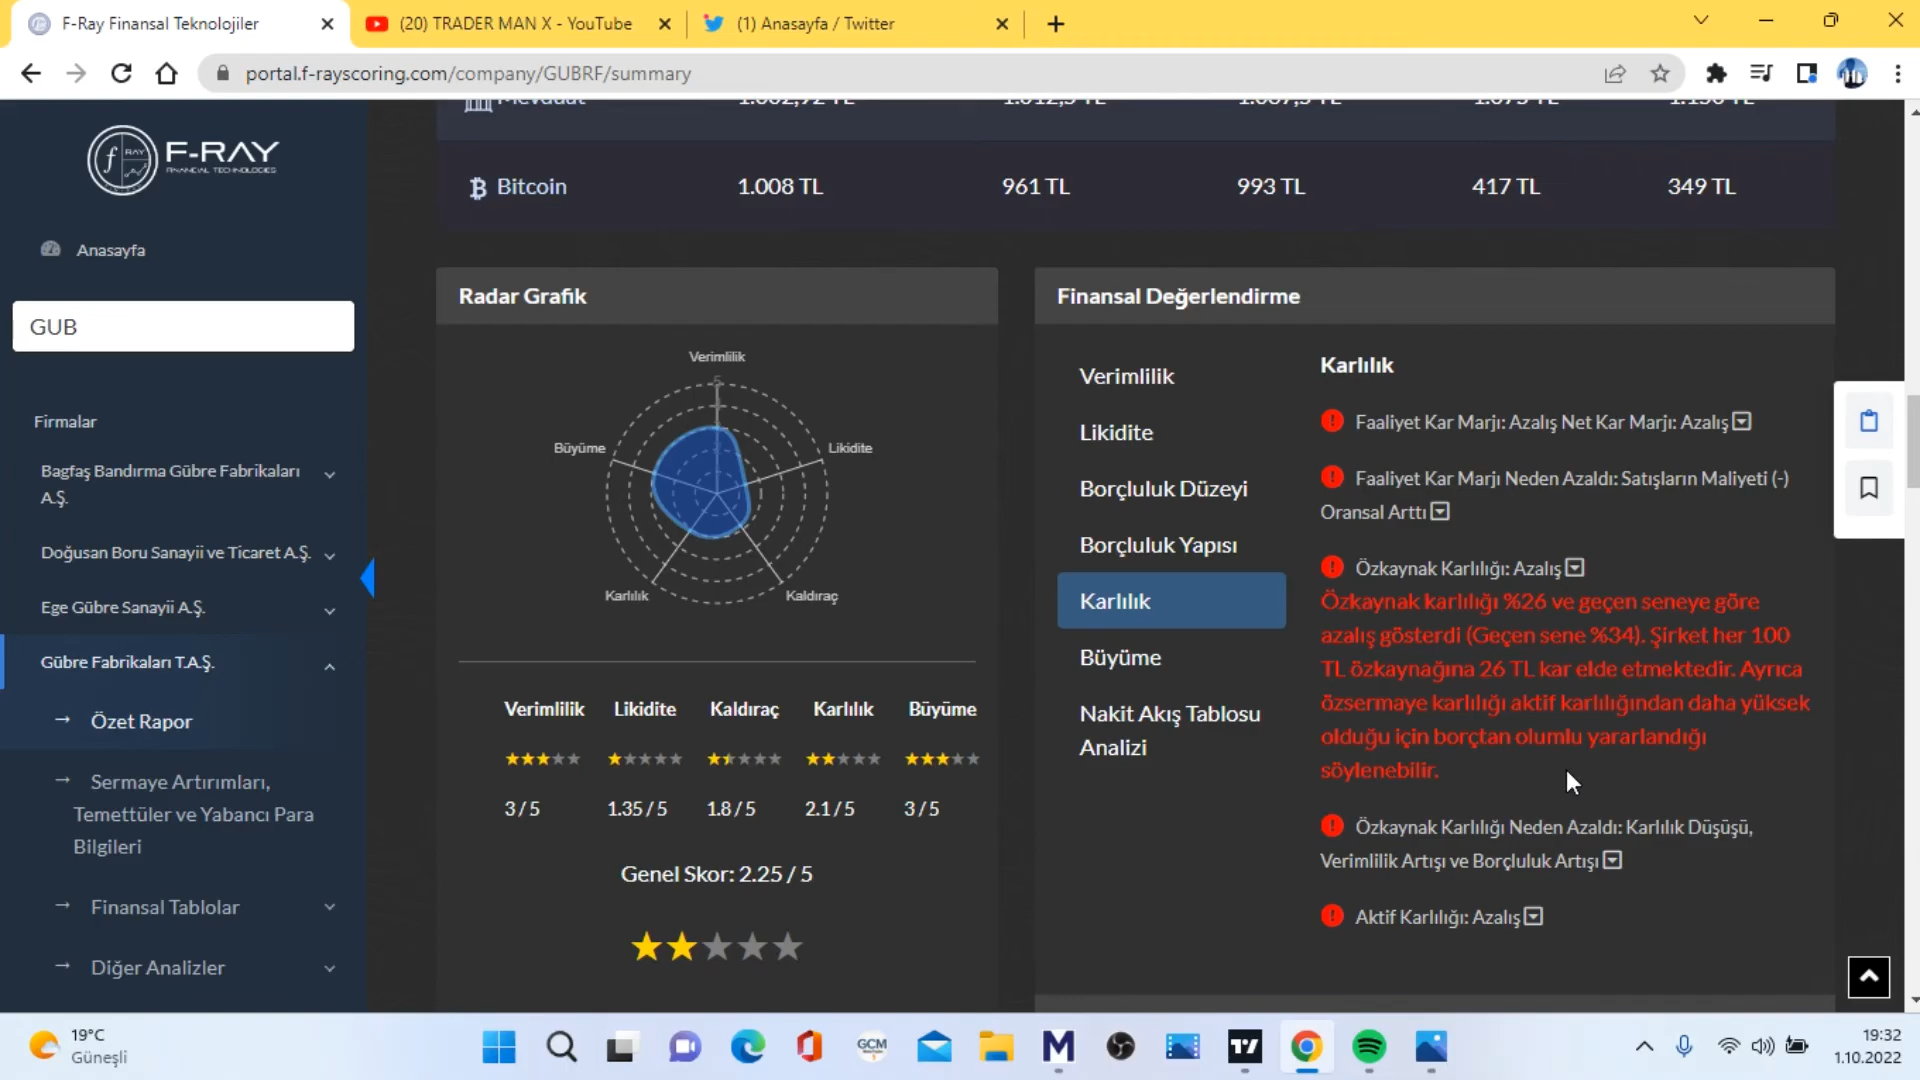 F-Ray Finansal Teknolojiler
(20) TRADER MAN X - YouTube
(1) Anasayfa / Twitter
portal.f-rayscoring.com/company/GUBRF/summary
F-RAY
FINANCIAL TECHNOLOGIES
Anasayfa
GUB
Firmalar
Bagfaş Bandırma Gübre Fabrikaları
A.Ş.
Doğusan Boru Sanayii ve Ticaret A.Ş.
Ege Gübre Sanayii A.Ş.
Gübre Fabrikaları T.A.Ş.
Özet Rapor
Sermaye Artırımları,
Temettüler ve Yabancı Para
Bilgileri
Finansal Tablolar
Diğer Analizler
Mevduat
Bitcoin 1.008 TL 961 TL 993 TL 417 TL 349 TL
Radar Grafik
Verimlilik
5
Büyüme
Likidite
Karlılık
Kaldıraç
Verimlilik Likidite Kaldıraç Karlılık Büyüme
3 / 5 1.35 / 5 1.8 / 5 2.1 / 5 3 / 5
Genel Skor: 2.25 / 5
Finansal Değerlendirme
Verimlilik
Likidite
Borçluluk Düzeyi
Borçluluk Yapısı
Karlılık
Büyüme
Nakit Akış Tablosu
Analizi
Karlılık
Faaliyet Kar Marjı: Azalış Net Kar Marjı: Azalış
Faaliyet Kar Marjı Neden Azaldı: Satışların Maliyeti (-)
Oransal Arttı
Özkaynak Karlılığı: Azalış
Özkaynak karlılığı %26 ve geçen seneye göre
azalış gösterdi (Geçen sene %34). Şirket her 100
TL özkaynağına 26 TL kar elde etmektedir. Ayrıca
özsermaye karlılığı aktif karlılığından daha yüksek
olduğu için borçtan olumlu yararlandığı
söylenebilir.
Özkaynak Karlılığı Neden Azaldı: Karlılık Düşüşü,
Verimlilik Artışı ve Borçluluk Artışı
Aktif Karlılığı: Azalış
19°C
Güneşli
GCM
19:32
1.10.2022